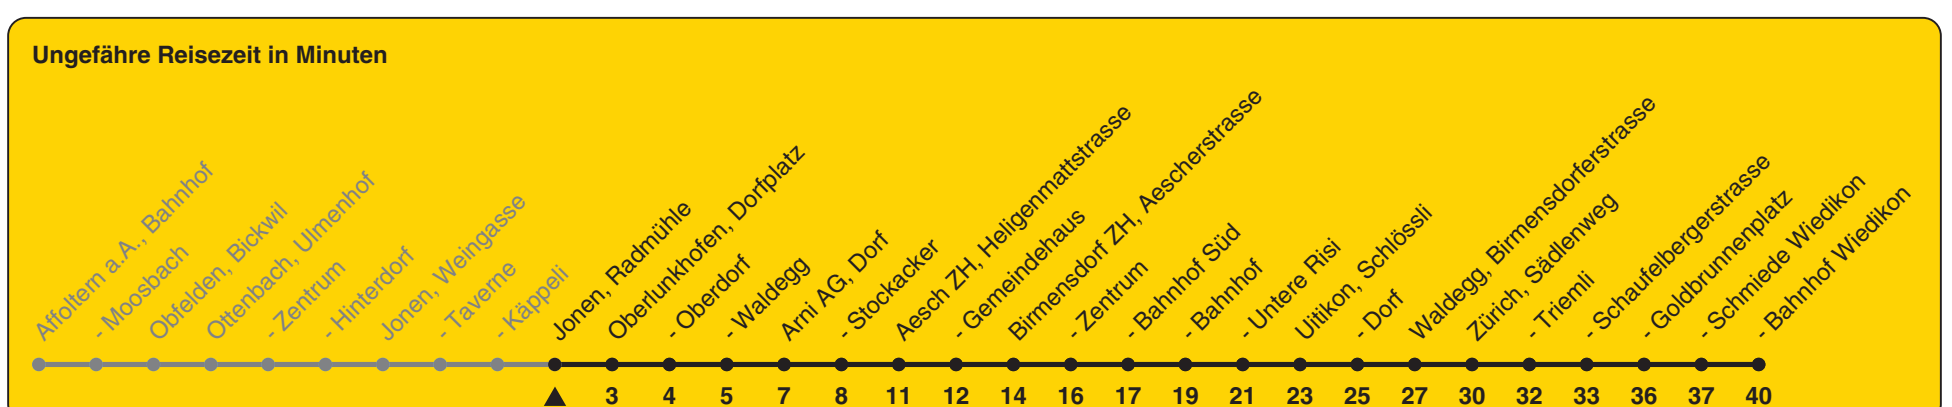 Ungefähre Reisezeit in Minuten
Affoltern a.A., Bahnhof
- Moosbach
Obfelden, Bickwil
Ottenbach, Ulmenhof
- Zentrum
- Hinterdorf
Jonen, Weingasse
- Taverne
- Käppeli
Jonen, Radmühle
Oberlunkhofen, Dorfplatz
- Oberdorf
- Waldegg
Arni AG, Dorf
- Stockacker
Aesch ZH, Heligenmattstrasse
- Gemeindehaus
Birmensdorf ZH, Aescherstrasse
- Zentrum
- Bahnhof Süd
- Bahnhof
- Untere Risi
Uitikon, Schlössli
- Dorf
Waldegg, Birmensdorferstrasse
Zürich, Sädlenweg
- Triemli
- Schaufelbergerstrasse
- Goldbrunnenplatz
- Schmiede Wiedikon
- Bahnhof Wiedikon
3 4 5 7 8 11 12 14 16 17 19 21 23 25 27 30 32 33 36 37 40